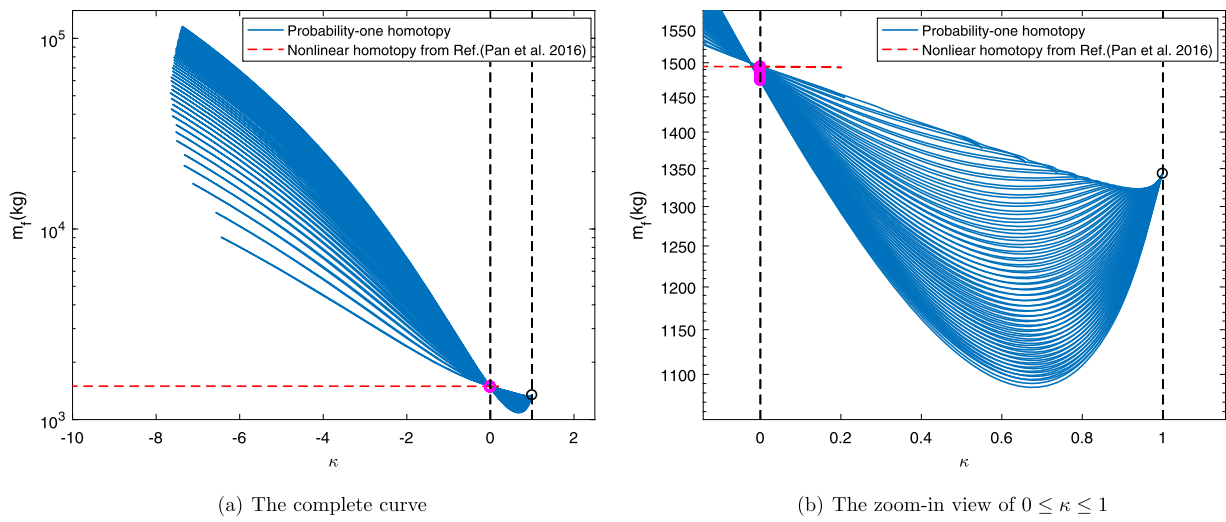 Probability-one homotopy
Nonlinear homotopy from Ref.(Pan et al. 2016)
10^5
10^4
10^3
m_f(kg)
-10 -8 -6 -4 -2 0 2
κ
(a) The complete curve
Probability-one homotopy
Nonliear homotopy from Ref.(Pan et al. 2016)
1550
1500
1450
1400
1350
1300
1250
1200
1150
1100
m_f(kg)
0 0.2 0.4 0.6 0.8 1
κ
(b) The zoom-in view of 0 ≤ κ ≤ 1